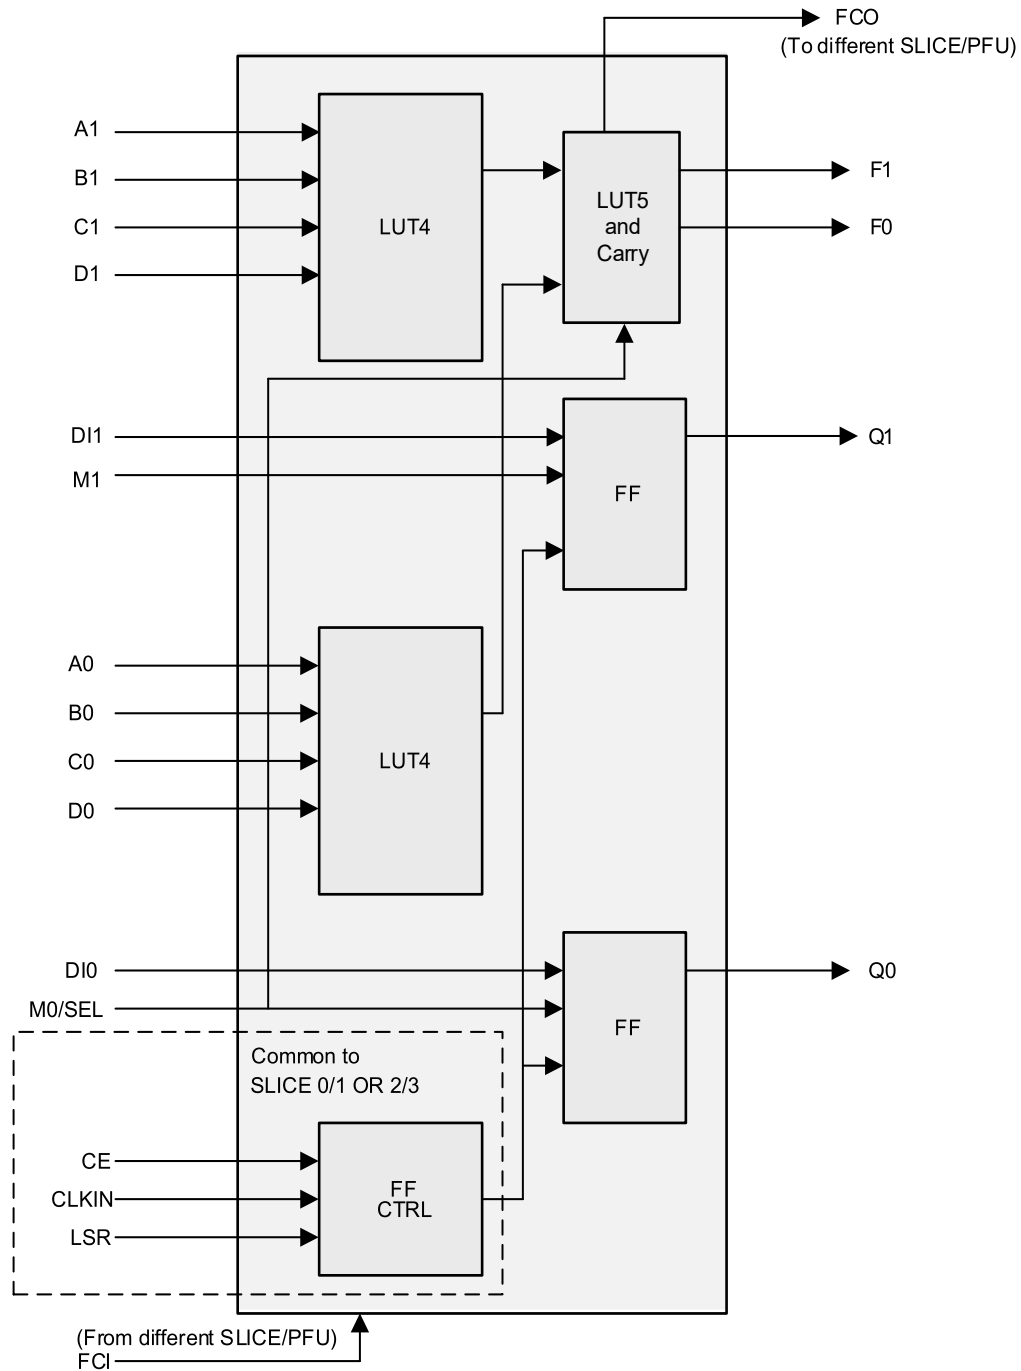 FCO
(To different SLICE/PFU)
A1
B1
C1
D1
LUT4
LUT5
and
Carry
F1
F0
DI1
M1
FF
Q1
A0
B0
C0
D0
LUT4
DI0
M0/SEL
FF
Q0
Common to
SLICE 0/1 OR 2/3
CE
CLKIN
LSR
FF
CTRL
(From different SLICE/PFU)
FCI